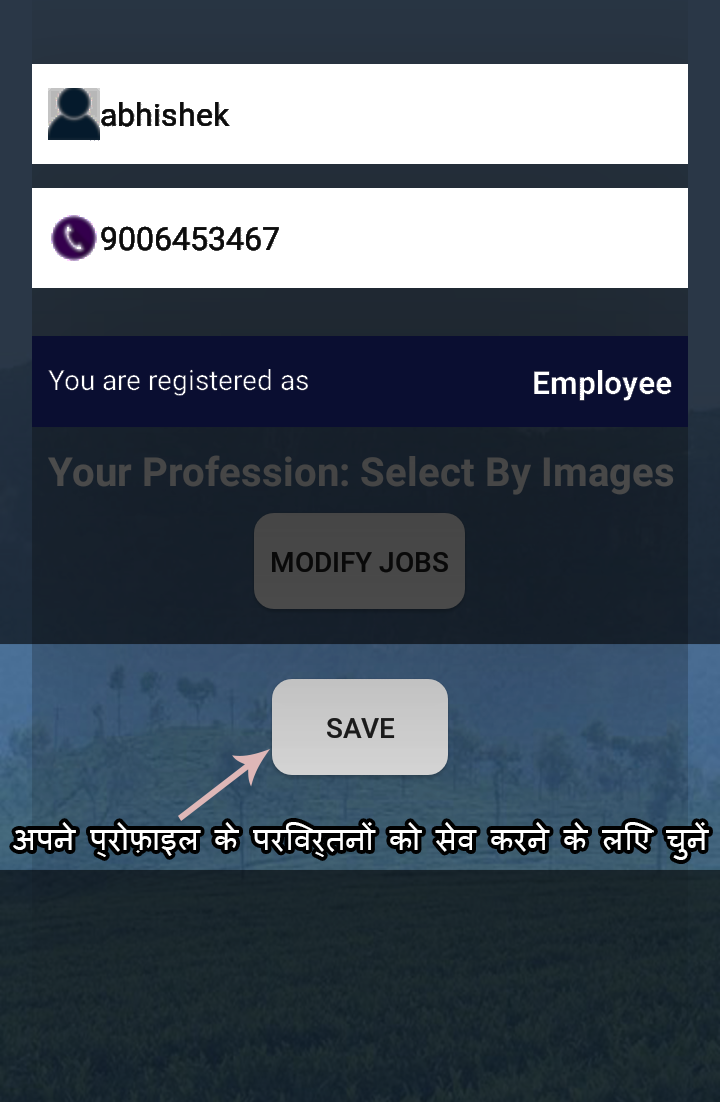 abhishek
9006453467
You are registered as Employee
Your Profession: Select By Images
MODIFY JOBS
SAVE
अपने प्रोफ़ाइल के परविर्तनों को सेव करने के लएि चुनें